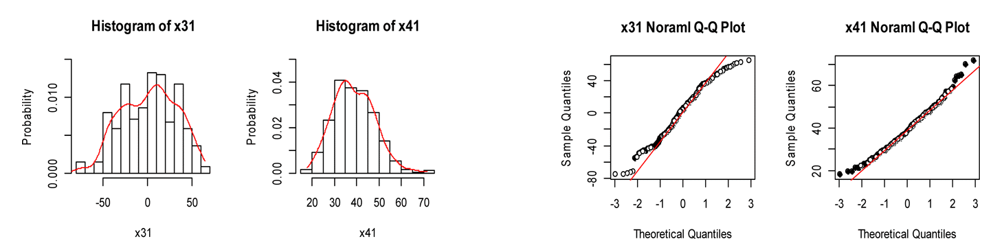 Histogram of x31
Probability
0.010
0.000
-50 0 50
x31
Histogram of x41
Probability
0.04
0.02
0.00
20 30 40 50 60 70
x41
x31 Noraml Q-Q Plot
Sample Quantiles
40
0
-40
-80
-3 -2 -1 0 1 2 3
Theoretical Quantiles
x41 Noraml Q-Q Plot
Sample Quantiles
60
40
20
-3 -2 -1 0 1 2 3
Theoretical Quantiles